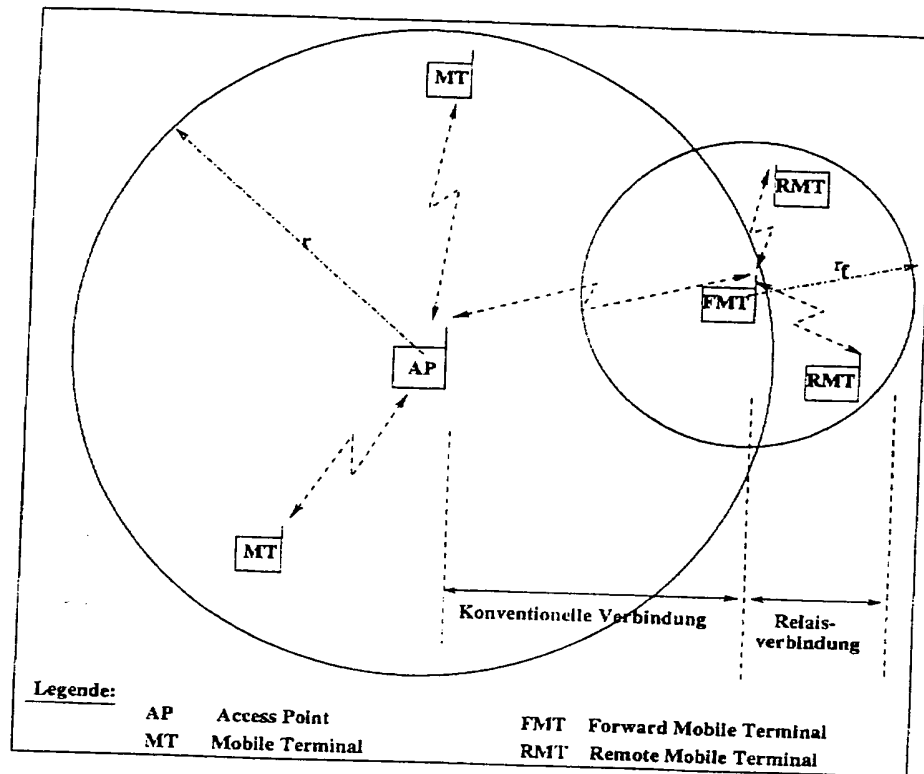 MT
RMT
r
r_f
FMT
AP
RMT
MT
Konventionelle Verbindung
Relais-
verbindung
Legende:
AP Access Point
MT Mobile Terminal
FMT Forward Mobile Terminal
RMT Remote Mobile Terminal